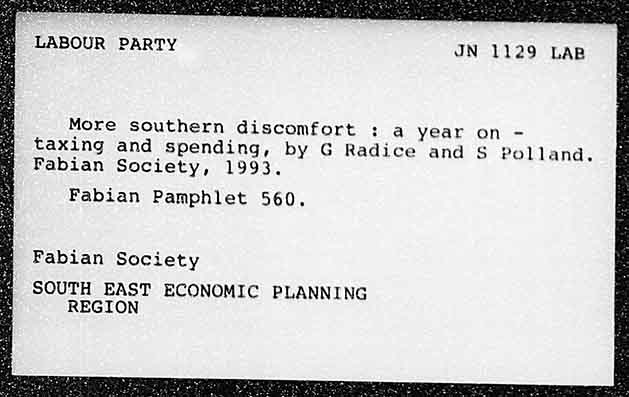 LABOUR PARTY JN 1129 LAB
More southern discomfort : a year on -
taxing and spending, by G Radice and S Polland.
Fabian Society, 1993.
Fabian Pamphlet 560.
Fabian Society
SOUTH EAST ECONOMIC PLANNING
REGION